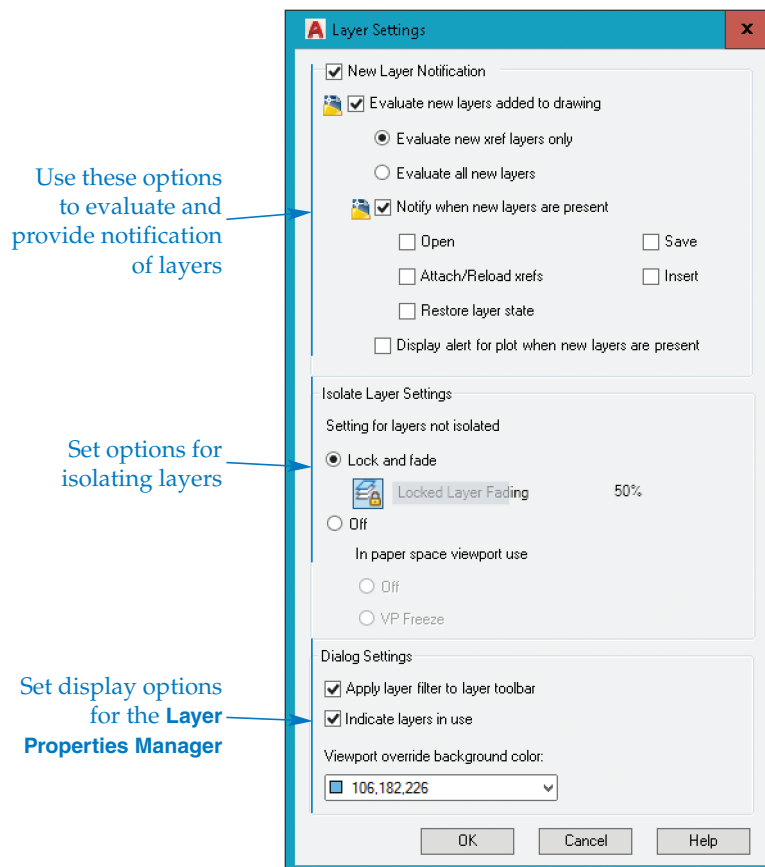 Layer Settings
x
New Layer Notification
Evaluate new layers added to drawing
Evaluate new xref layers only
Evaluate all new layers
Notify when new layers are present
Open
Save
Attach/Reload xrefs
Insert
Restore layer state
Display alert for plot when new layers are present
Use these options
to evaluate and
provide notification
of layers
Isolate Layer Settings
Setting for layers not isolated
Lock and fade
Locked Layer Fading
50%
Off
In paper space viewport use
Off
VP Freeze
Set options for
isolating layers
Dialog Settings
Apply layer filter to layer toolbar
Indicate layers in use
Viewport override background color:
106,182,226
Set display options
for the Layer
Properties Manager
OK
Cancel
Help